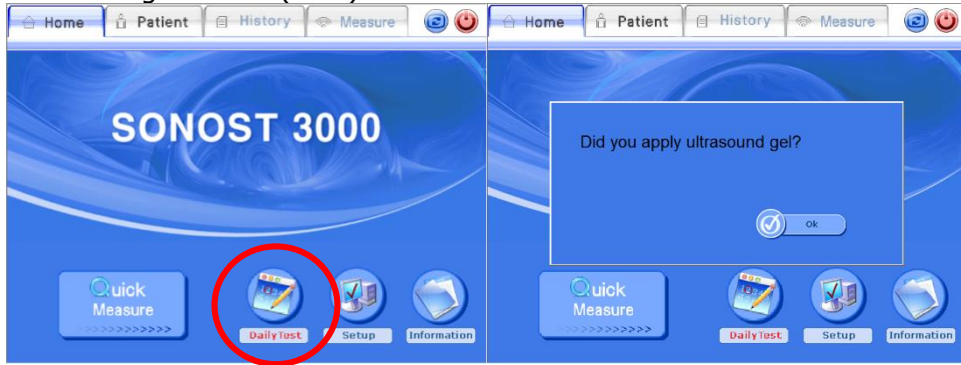 Home Patient History Measure
SONOST 3000
Quick
Measure
>>>>>>>>>>>>
DailyTest Setup Information
Home Patient History Measure
Did you apply ultrasound gel?
Ok
Quick
Measure
>>>>>>>>>>>>
DailyTest Setup Information